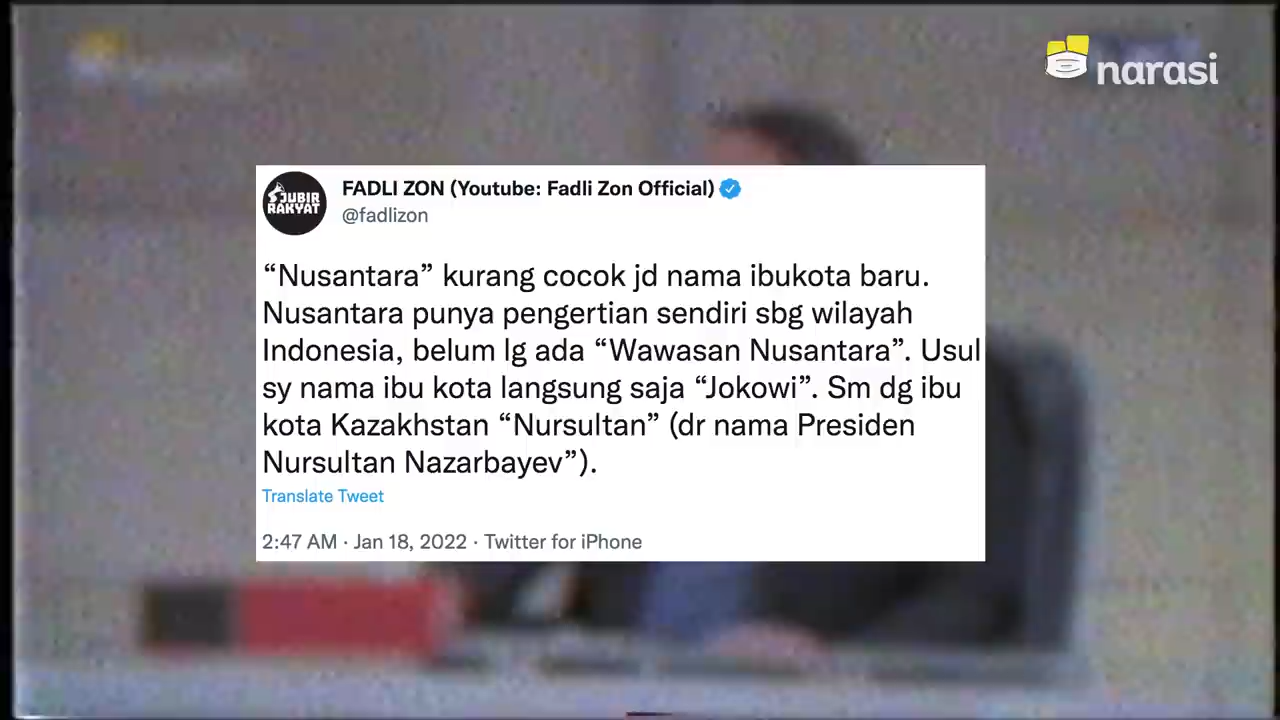 narasi
JUBIR
RAKYAT
FADLI ZON (Youtube: Fadli Zon Official)
@fadlizon
“Nusantara” kurang cocok jd nama ibukota baru.
Nusantara punya pengertian sendiri sbg wilayah
Indonesia, belum lg ada “Wawasan Nusantara”. Usul
sy nama ibu kota langsung saja “Jokowi”. Sm dg ibu
kota Kazakhstan “Nursultan” (dr nama Presiden
Nursultan Nazarbayev”).
Translate Tweet
2:47 AM · Jan 18, 2022 · Twitter for iPhone